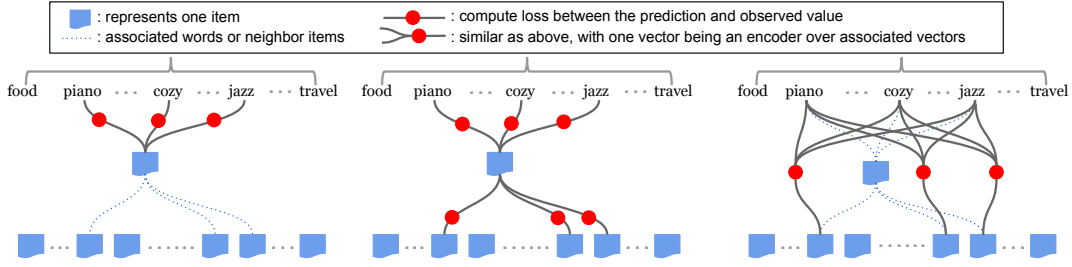 : represents one item
: compute loss between the prediction and observed value
: associated words or neighbor items
: similar as above, with one vector being an encoder over associated vectors
food piano ... cozy ... jazz ... travel
food piano ... cozy ... jazz ... travel
food piano ... cozy ... jazz ... travel